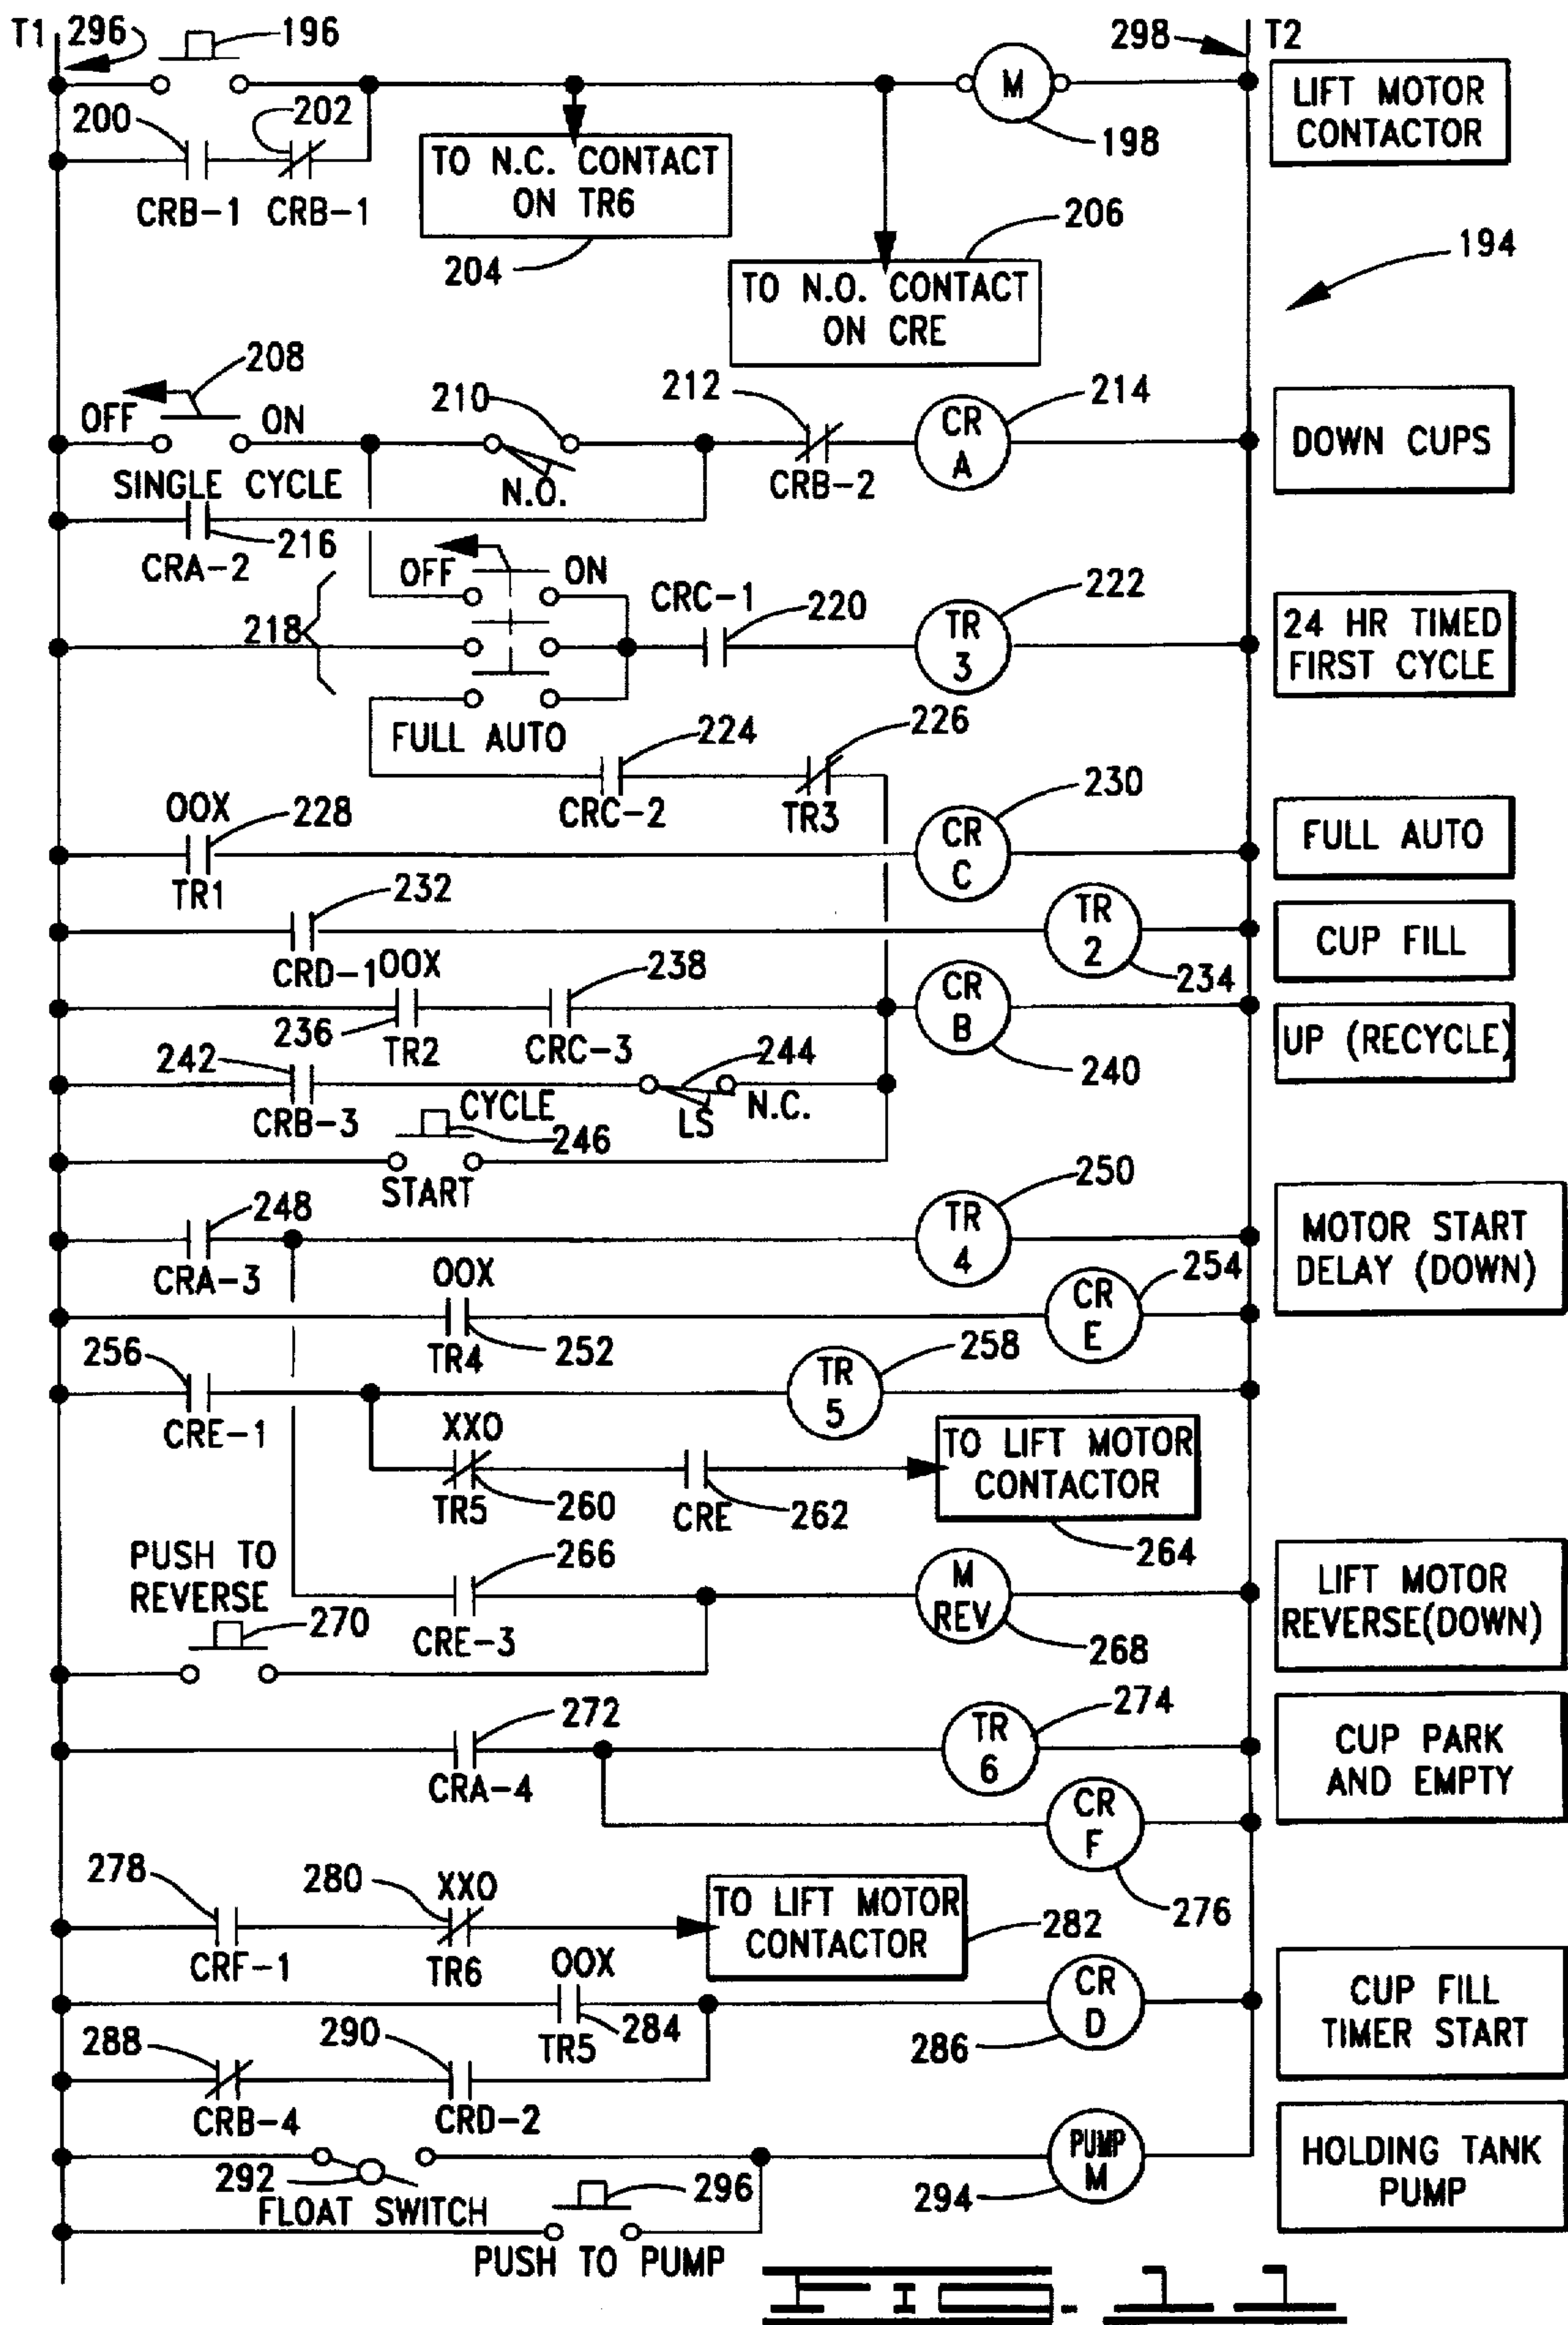 T1 296 196 298 T2
M
LIFT MOTOR
CONTACTOR
200 202 198
TO N.C. CONTACT
ON TR6
CRB-1 CRB-1
204
206
TO N.O. CONTACT
ON CRE
194
208
OFF ON
210 212
CR
A
214
DOWN CUPS
SINGLE CYCLE
N.O.
CRB-2
216
CRA-2
OFF ON
CRC-1
220
222
218
TR
3
24 HR TIMED
FIRST CYCLE
FULL AUTO
224
226
CRC-2
TR3
OOX
228
TR1
230
CR
C
FULL AUTO
232
CRD-1
TR
2
234
CUP FILL
OOX
238
236
TR2
CRC-3
CR
B
240
UP (RECYCLE)
242
CRB-3
244
LS
N.C.
CYCLE
246
START
248
CRA-3
250
TR
4
MOTOR START
DELAY (DOWN)
OOX
252
TR4
254
CR
E
256
CRE-1
258
TR
5
XXO
TR5
260
CRE
262
TO LIFT MOTOR
CONTACTOR
264
PUSH TO
REVERSE
270
266
CRE-3
M
REV
268
LIFT MOTOR
REVERSE(DOWN)
272
CRA-4
274
TR
6
CUP PARK
AND EMPTY
CR
F
276
278
CRF-1
280
XXO
TR6
TO LIFT MOTOR
CONTACTOR
282
OOX
TR5
284
CR
D
286
CUP FILL
TIMER START
288
CRB-4
290
CRD-2
292
FLOAT SWITCH
PUMP
M
294
HOLDING TANK
PUMP
296
PUSH TO PUMP
FIG- 11